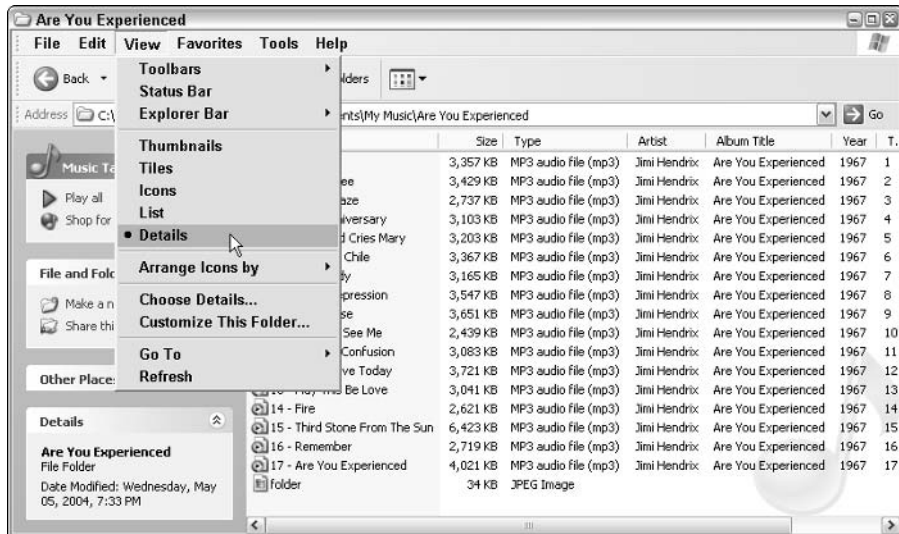 Are You Experienced
File Edit View Favorites Tools Help
Back
Address C:\
Go
\My Music\Are You Experienced
Toolbars
Status Bar
Explorer Bar
Thumbnails
Tiles
Icons
List
Details
Arrange Icons by
Choose Details...
Customize This Folder...
Go To
Refresh
Music
Play all
Shop for
File and
Make a
Share
Other
Details
Are You Experienced
File Folder
Date Modified: Wednesday, May
05, 2004, 7:33 PM
Size Type Artist Album Title Year T.
3,357 KB MP3 audio file (mp3) Jimi Hendrix Are You Experienced 1967 1
3,429 KB MP3 audio file (mp3) Jimi Hendrix Are You Experienced 1967 2
2,737 KB MP3 audio file (mp3) Jimi Hendrix Are You Experienced 1967 3
3,103 KB MP3 audio file (mp3) Jimi Hendrix Are You Experienced 1967 4
Cries Mary 3,203 KB MP3 audio file (mp3) Jimi Hendrix Are You Experienced 1967 5
Chile 3,367 KB MP3 audio file (mp3) Jimi Hendrix Are You Experienced 1967 6
3,165 KB MP3 audio file (mp3) Jimi Hendrix Are You Experienced 1967 7
3,547 KB MP3 audio file (mp3) Jimi Hendrix Are You Experienced 1967 8
3,651 KB MP3 audio file (mp3) Jimi Hendrix Are You Experienced 1967 9
See Me 2,439 KB MP3 audio file (mp3) Jimi Hendrix Are You Experienced 1967 10
Confusion 3,083 KB MP3 audio file (mp3) Jimi Hendrix Are You Experienced 1967 11
Today 3,721 KB MP3 audio file (mp3) Jimi Hendrix Are You Experienced 1967 12
Be Love 3,041 KB MP3 audio file (mp3) Jimi Hendrix Are You Experienced 1967 13
14 - Fire 2,621 KB MP3 audio file (mp3) Jimi Hendrix Are You Experienced 1967 14
15 - Third Stone From The Sun 6,423 KB MP3 audio file (mp3) Jimi Hendrix Are You Experienced 1967 15
16 - Remember 2,719 KB MP3 audio file (mp3) Jimi Hendrix Are You Experienced 1967 16
17 - Are You Experienced 4,021 KB MP3 audio file (mp3) Jimi Hendrix Are You Experienced 1967 17
folder 34 KB JPEG Image